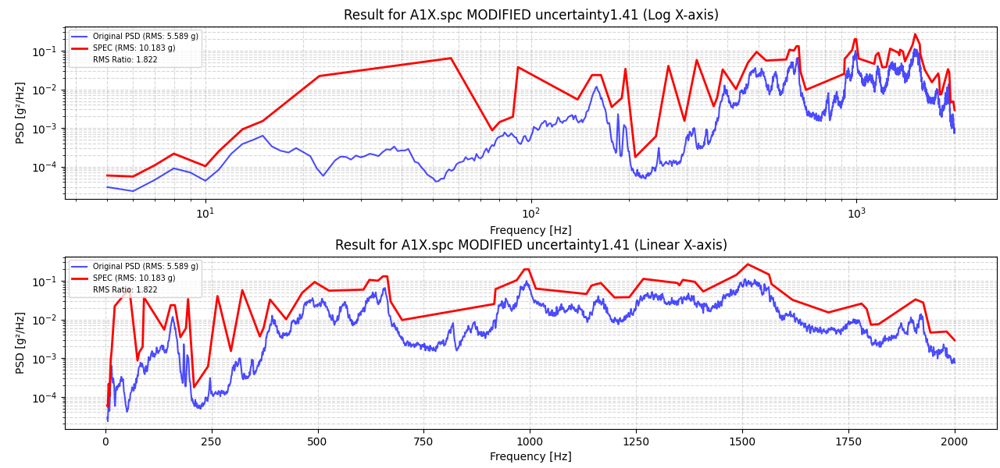 Result for A1X.spc MODIFIED uncertainty1.41 (Log X-axis)
Original PSD (RMS: 5.589 g)
SPEC (RMS: 10.183 g)
RMS Ratio: 1.822
PSD [g²/Hz]
10⁻¹
10⁻²
10⁻³
10⁻⁴
10¹ 10² 10³
Frequency [Hz]
Result for A1X.spc MODIFIED uncertainty1.41 (Linear X-axis)
Original PSD (RMS: 5.589 g)
SPEC (RMS: 10.183 g)
RMS Ratio: 1.822
PSD [g²/Hz]
10⁻¹
10⁻²
10⁻³
10⁻⁴
0 250 500 750 1000 1250 1500 1750 2000
Frequency [Hz]